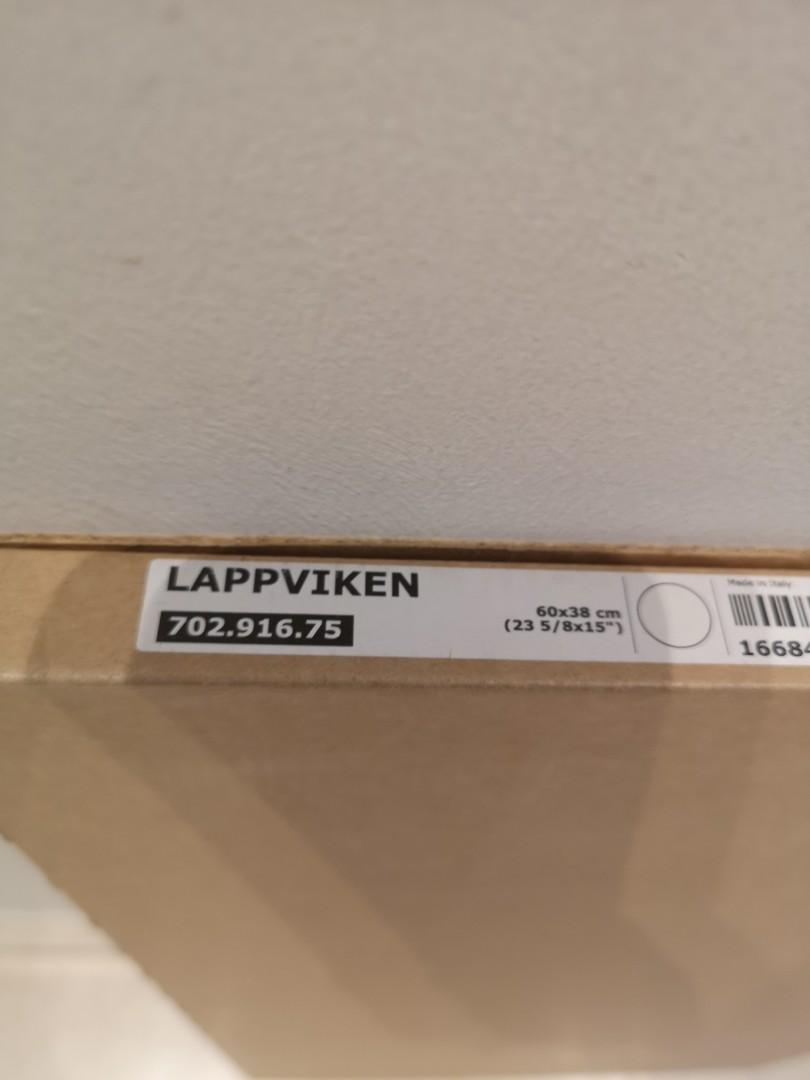 LAPPVIKEN
702.916.75
60x38 cm
(23 5/8x15")
Made in Italy
16684